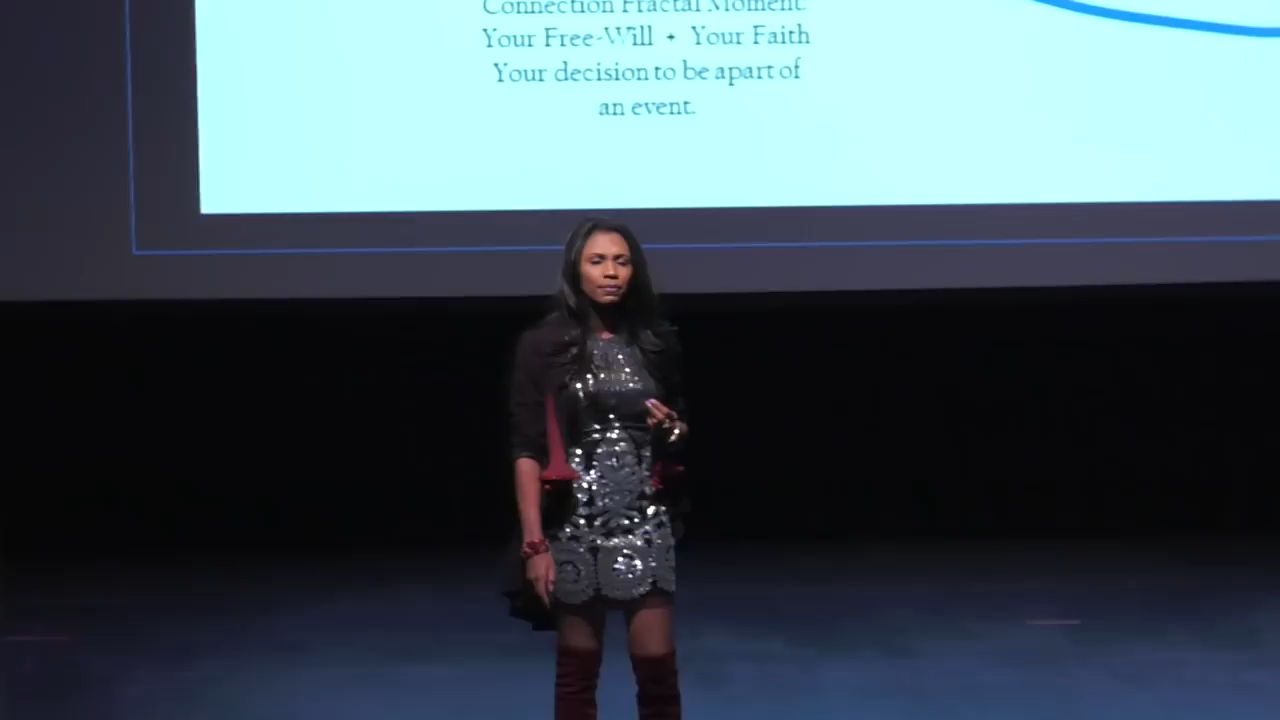 Connection Fractal Moment:
Your Free-Will + Your Faith
Your decision to be apart of
an event.